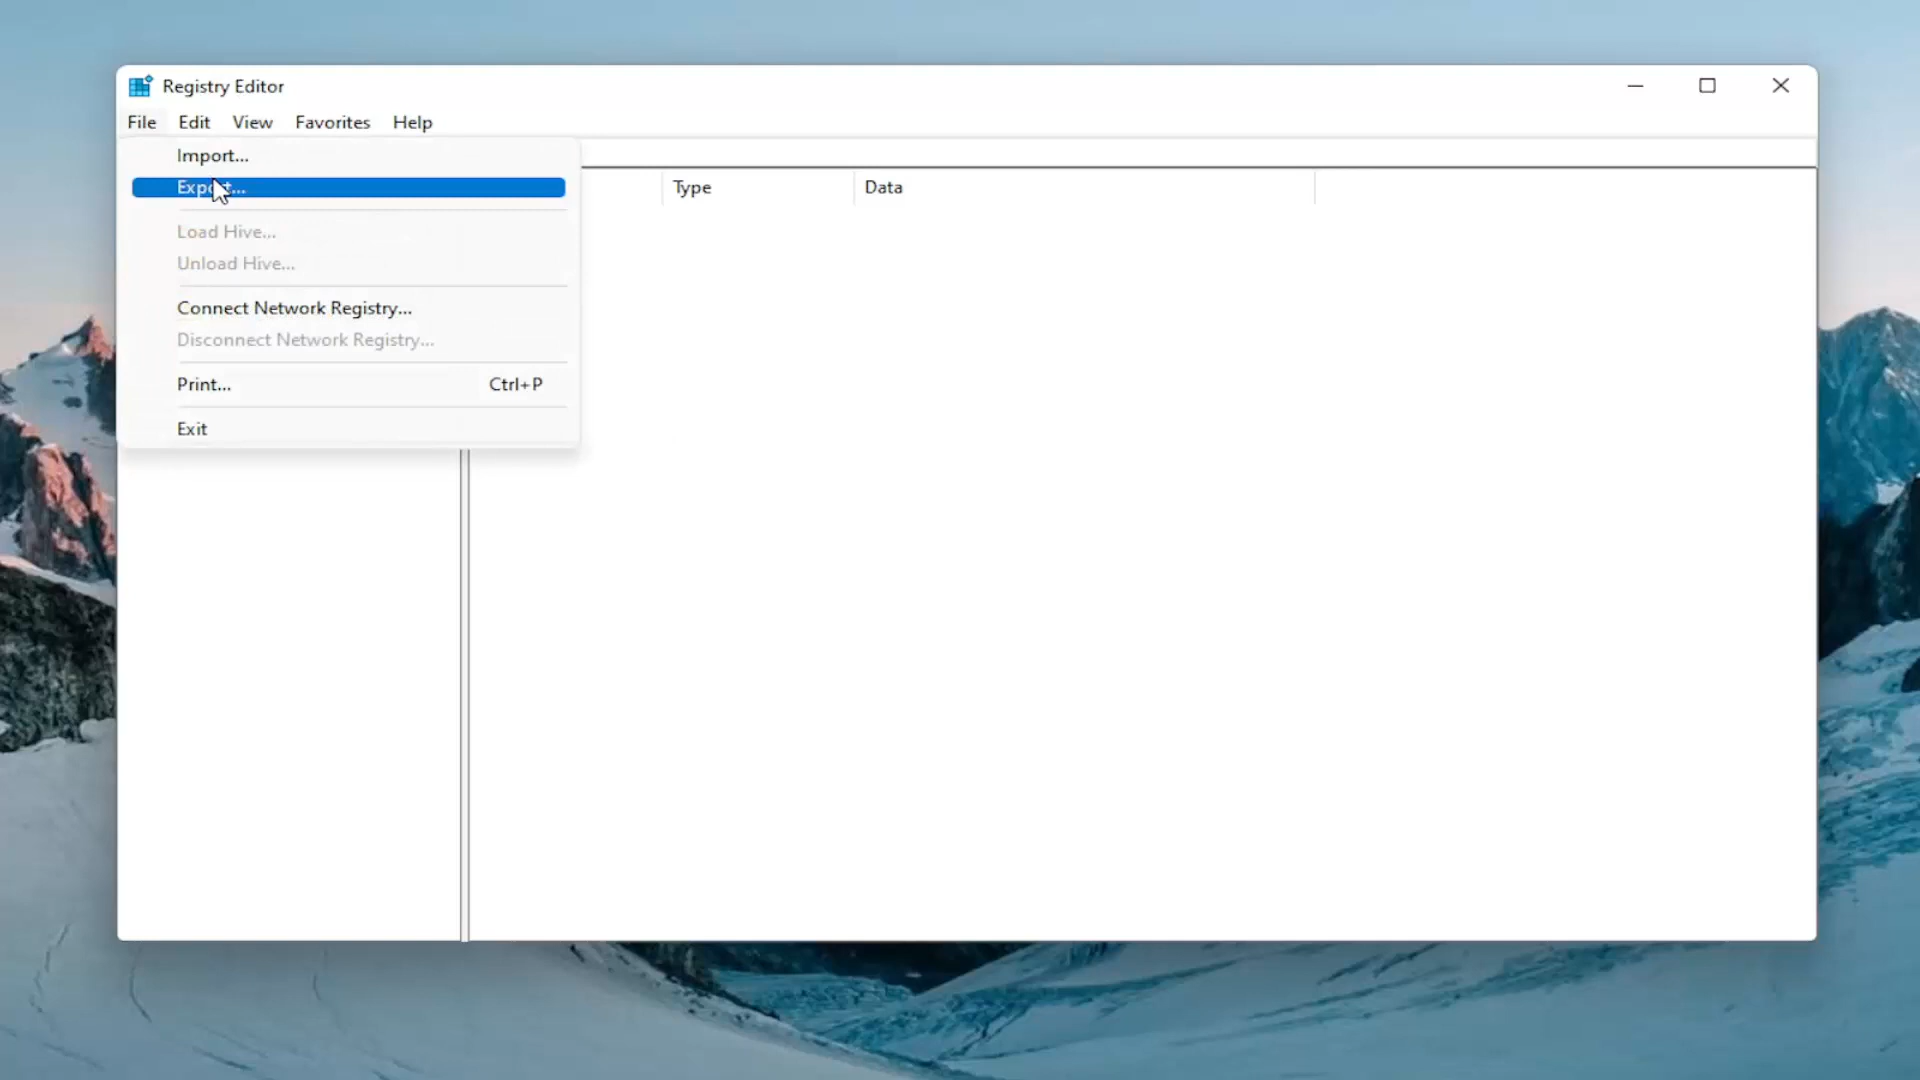 Registry Editor
File Edit View Favorites Help
Import...
Export...
Type Data
Load Hive...
Unload Hive...
Connect Network Registry...
Disconnect Network Registry...
Print... Ctrl+P
Exit